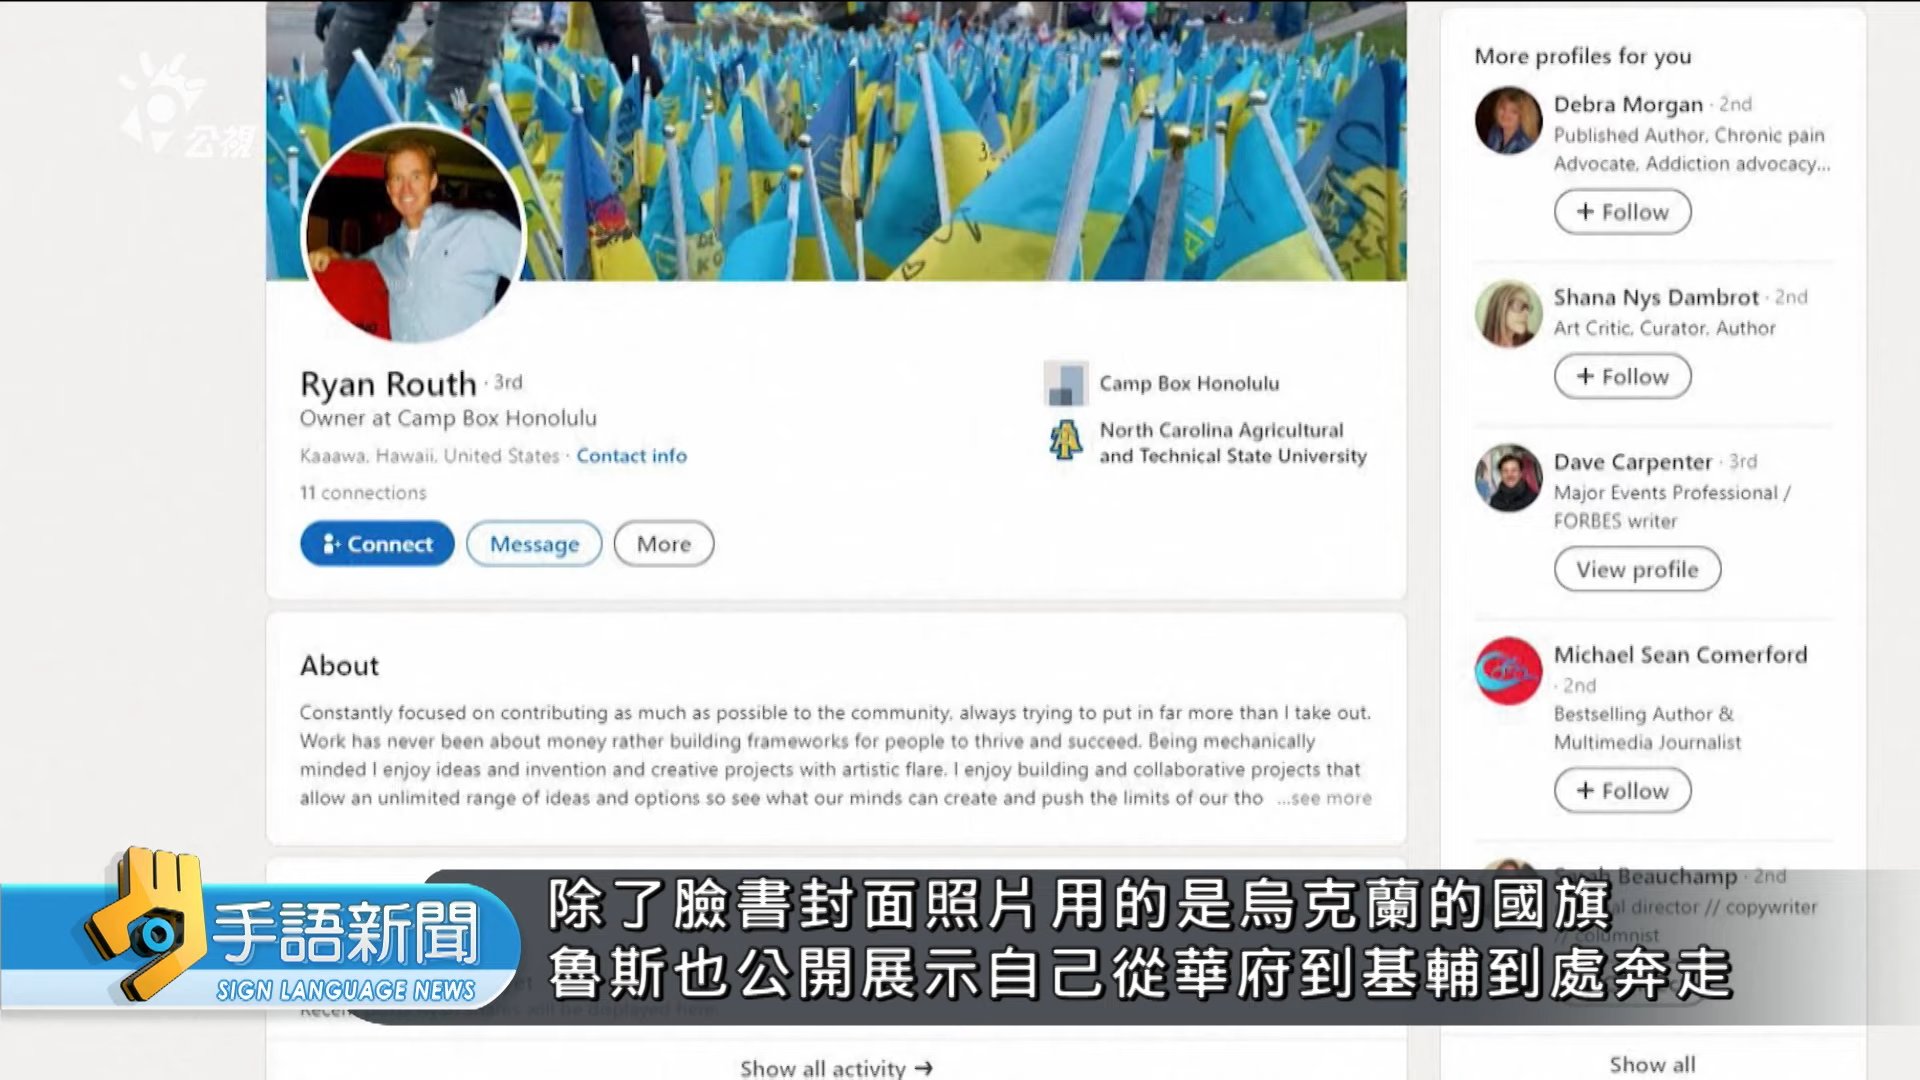 公視
Ryan Routh · 3rd
Owner at Camp Box Honolulu
Kaaawa, Hawaii, United States · Contact info
11 connections
Connect
Message
More
Camp Box Honolulu
North Carolina Agricultural
and Technical State University
About
Constantly focused on contributing as much as possible to the community, always trying to put in far more than I take out.
Work has never been about money rather building frameworks for people to thrive and succeed. Being mechanically
minded I enjoy ideas and invention and creative projects with artistic flare. I enjoy building and collaborative projects that
allow an unlimited range of ideas and options so see what our minds can create and push the limits of our tho ...see more
Show all activity →
More profiles for you
Debra Morgan · 2nd
Published Author, Chronic pain
Advocate, Addiction advocacy...
+ Follow
Shana Nys Dambrot · 2nd
Art Critic, Curator, Author
+ Follow
Dave Carpenter · 3rd
Major Events Professional /
FORBES writer
View profile
Michael Sean Comerford
· 2nd
Bestselling Author &
Multimedia Journalist
+ Follow
Beauchamp · 2nd
director // copywriter
// columnist
Show all
手語新聞
SIGN LANGUAGE NEWS
除了臉書封面照片用的是烏克蘭的國旗
魯斯也公開展示自己從華府到基輔到處奔走